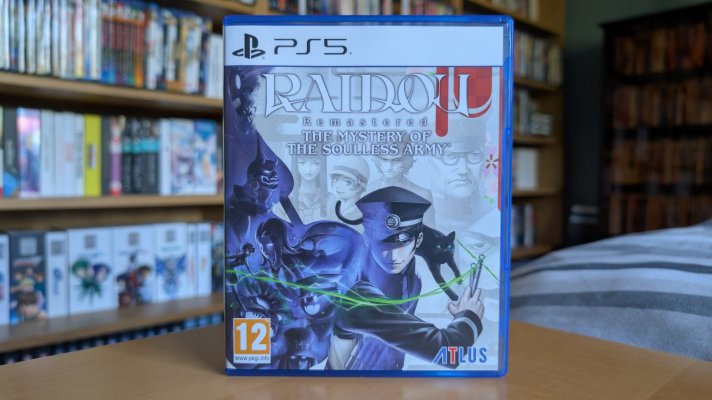 PS5
RAIDOU
Remastered
THE MYSTERY OF
THE SOULLESS ARMY
12
www.pegi.info
ATLUS